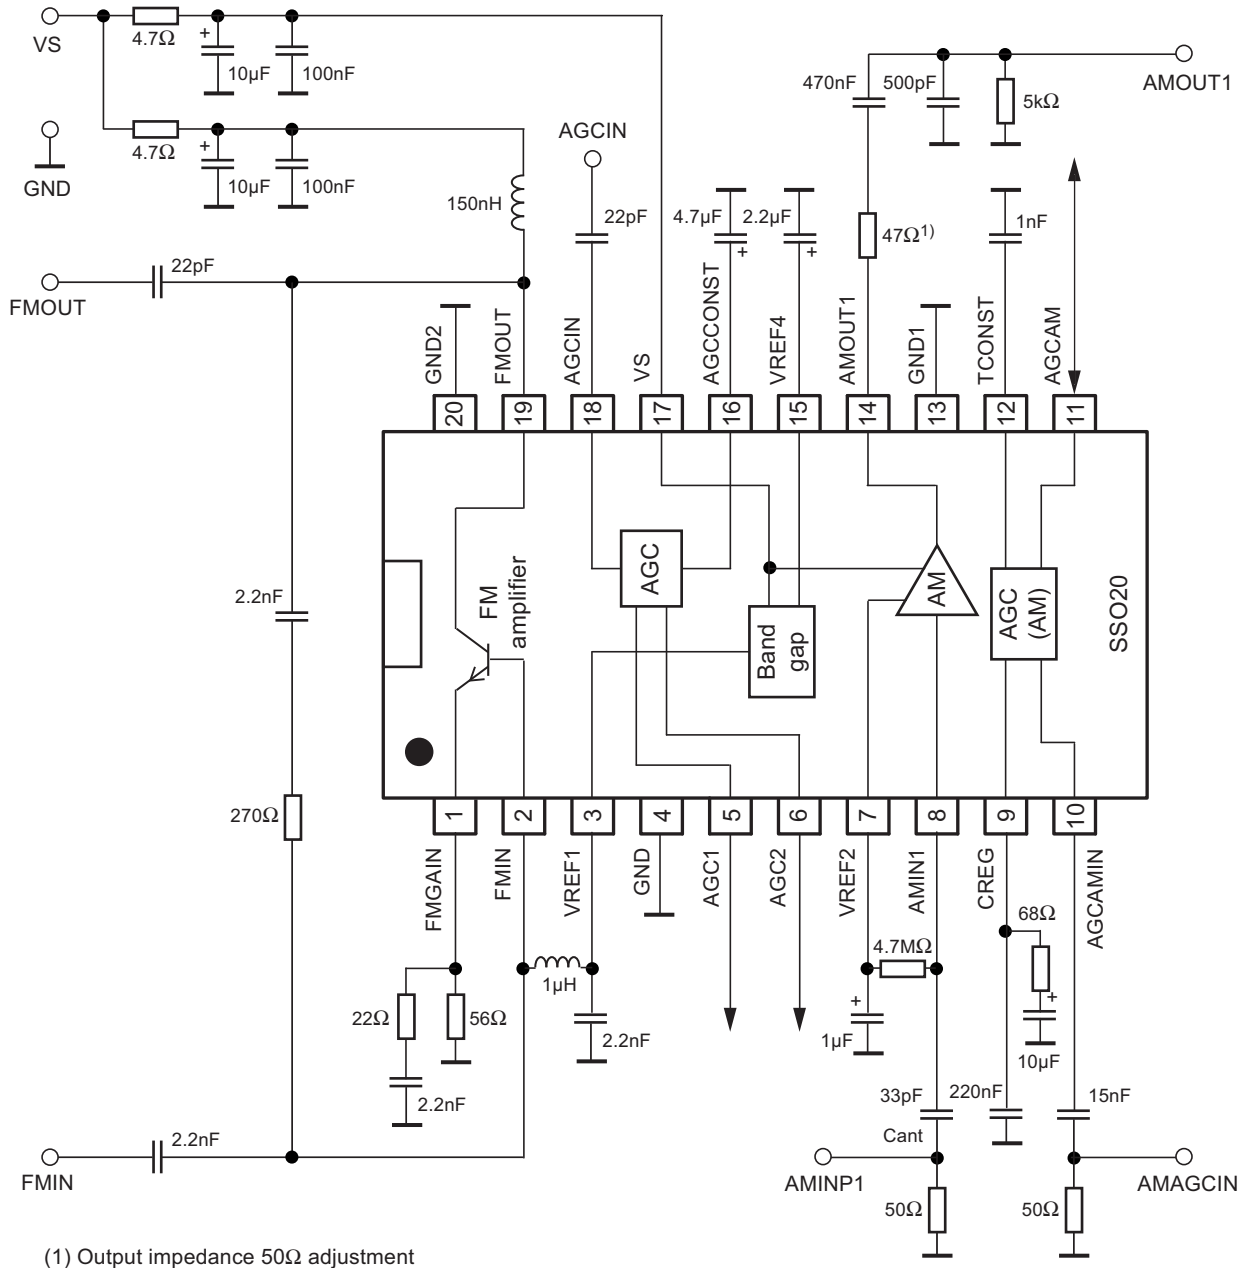 VS
4.7Ω
+
10µF
100nF
GND
4.7Ω
+
10µF
100nF
150nH
AGCIN
22pF
4.7µF
+
2.2µF
+
470nF
500pF
5kΩ
AMOUT1
47Ω1)
1nF
FMOUT
22pF
GND2
FMOUT
AGCIN
VS
AGCCONST
VREF4
AMOUT1
GND1
TCONST
AGCAM
20
19
18
17
16
15
14
13
12
11
FM
amplifier
AGC
Band
gap
AM
AGC
(AM)
SSO20
2.2nF
270Ω
1
2
3
4
5
6
7
8
9
10
FMGAIN
FMIN
VREF1
GND
AGC1
AGC2
VREF2
AMIN1
CREG
AGCAMIN
22Ω
56Ω
2.2nF
1µH
2.2nF
4.7MΩ
+
1µF
68Ω
+
10µF
33pF
Cant
220nF
15nF
FMIN
2.2nF
AMINP1
50Ω
50Ω
AMAGCIN
(1) Output impedance 50Ω adjustment